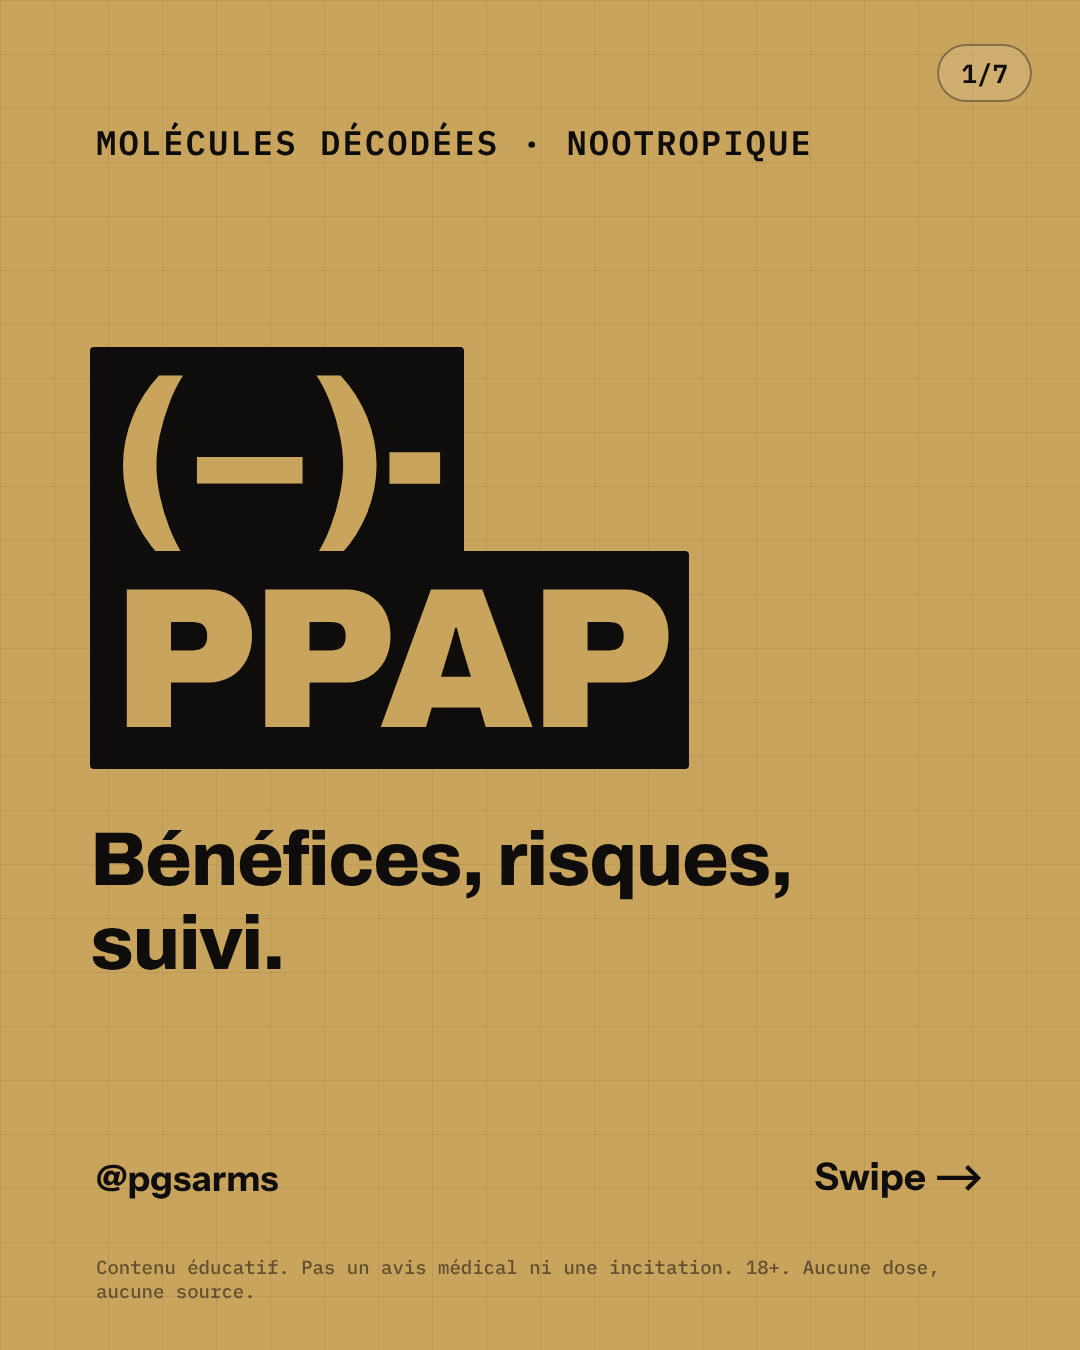 1/7
MOLÉCULES DÉCODÉES · NOOTROPIQUE
(—)-
PPAP
Bénéfices, risques,
suivi.
@pgsarms
Swipe →
Contenu éducatif. Pas un avis médical ni une incitation. 18+. Aucune dose,
aucune source.